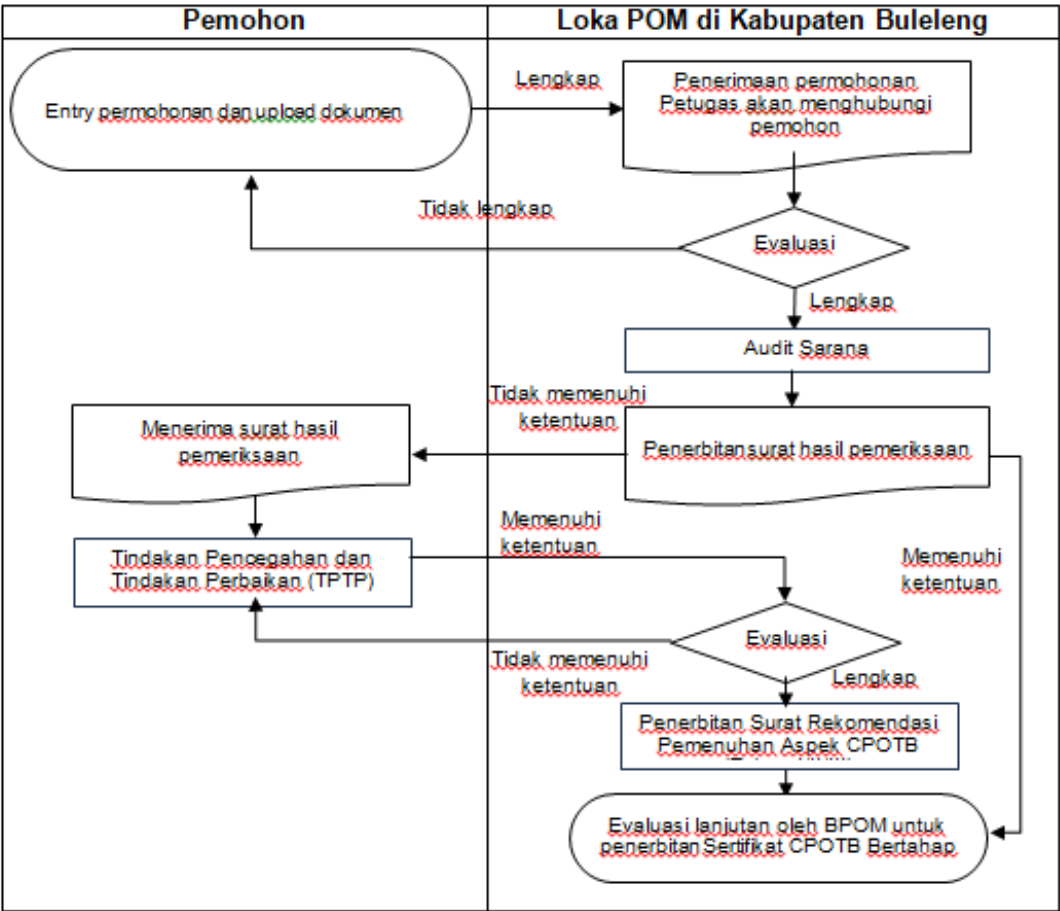 Pemohon
Loka POM di Kabupaten Buleleng
Entry permohonan dan upload dokumen
Lengkap
Penerimaan permohonan
Petugas akan menghubungi
pemohon
Tidak lengkap
Evaluasi
Lengkap
Audit Sarana
Tidak memenuhi
ketentuan
Menerima surat hasil
pemeriksaan
Penerbitan surat hasil pemeriksaan
Memenuhi
ketentuan
Memenuhi
ketentuan
Tindakan Pencegahan dan
Tindakan Perbaikan (TPTP)
Evaluasi
Tidak memenuhi
ketentuan
Lengkap
Penerbitan Surat Rekomendasi
Pemenuhan Aspek CPOTB
Evaluasi lanjutan oleh BPOM untuk
penerbitan Sertifikat CPOTB Bertahap